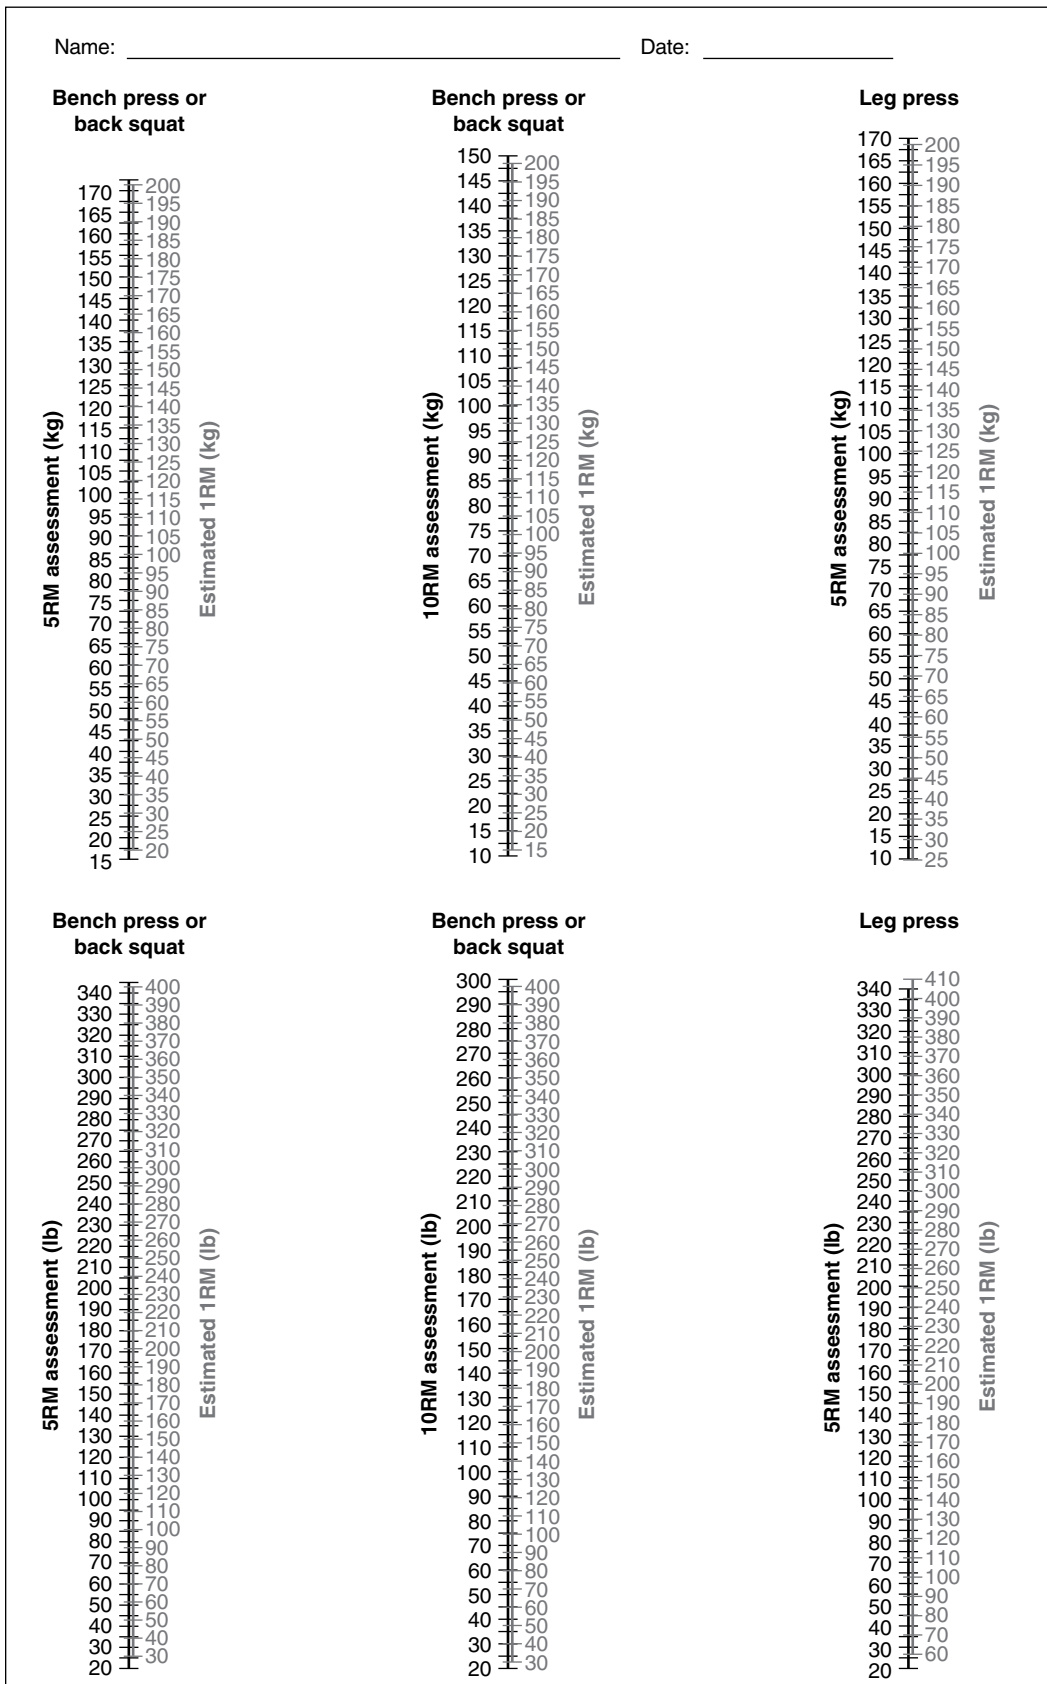 Name: Date:
Bench press or
back squat
5RM assessment (kg)
170 165 160 155 150 145 140 135 130 125 120 115 110 105 100 95 90 85 80 75 70 65 60 55 50 45 40 35 30 25 20 15
200 195 190 185 180 175 170 165 160 155 150 145 140 135 130 125 120 115 110 105 100 95 90 85 80 75 70 65 60 55 50 45 40 35 30 25 20
Estimated 1RM (kg)
Bench press or
back squat
10RM assessment (kg)
150 145 140 135 130 125 120 115 110 105 100 95 90 85 80 75 70 65 60 55 50 45 40 35 30 25 20 15 10
200 195 190 185 180 175 170 165 160 155 150 145 140 135 130 125 120 115 110 105 100 95 90 85 80 75 70 65 60 55 50 45 40 35 30 25 20 15
Estimated 1RM (kg)
Leg press
5RM assessment (kg)
170 165 160 155 150 145 140 135 130 125 120 115 110 105 100 95 90 85 80 75 70 65 60 55 50 45 40 35 30 25 20 15 10
200 195 190 185 180 175 170 165 160 155 150 145 140 135 130 125 120 115 110 105 100 95 90 85 80 75 70 65 60 55 50 45 40 35 30 25
Estimated 1RM (kg)
Bench press or
back squat
5RM assessment (lb)
340 330 320 310 300 290 280 270 260 250 240 230 220 210 200 190 180 170 160 150 140 130 120 110 100 90 80 70 60 50 40 30 20
400 390 380 370 360 350 340 330 320 310 300 290 280 270 260 250 240 230 220 210 200 190 180 170 160 150 140 130 120 110 100 90 80 70 60 50 40 30
Estimated 1RM (lb)
Bench press or
back squat
10RM assessment (lb)
300 290 280 270 260 250 240 230 220 210 200 190 180 170 160 150 140 130 120 110 100 90 80 70 60 50 40 30 20
400 390 380 370 360 350 340 330 320 310 300 290 280 270 260 250 240 230 220 210 200 190 180 170 160 150 140 130 120 110 100 90 80 70 60 50 40 30
Estimated 1RM (lb)
Leg press
5RM assessment (lb)
340 330 320 310 300 290 280 270 260 250 240 230 220 210 200 190 180 170 160 150 140 130 120 110 100 90 80 70 60 50 40 30 20
410 400 390 380 370 360 350 340 330 320 310 300 290 280 270 260 250 240 230 220 210 200 190 180 170 160 150 140 130 120 110 100 90 80 70 60
Estimated 1RM (lb)